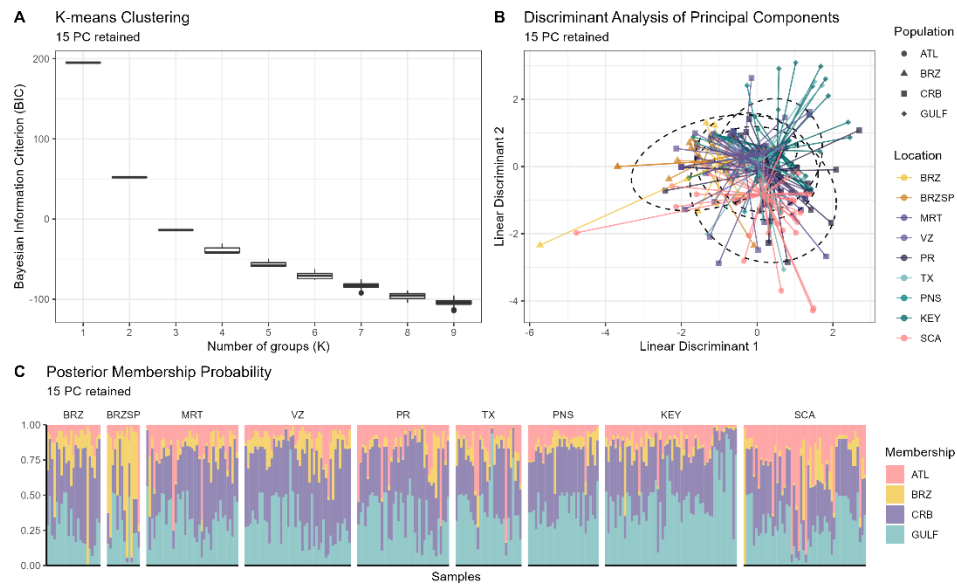 A K-means Clustering
15 PC retained
Bayesian Information Criterion (BIC)
200
100
0
-100
1 2 3 4 5 6 7 8 9
Number of groups (K)
B Discriminant Analysis of Principal Components
15 PC retained
Linear Discriminant 2
2
0
-2
-4
-6 -4 -2 0 2
Linear Discriminant 1
Population
ATL
BRZ
CRB
GULF
Location
BRZ
BRZSP
MRT
VZ
PR
TX
PNS
KEY
SCA
C Posterior Membership Probability
15 PC retained
BRZ BRZSP MRT VZ PR TX PNS KEY SCA
1.00
0.75
0.50
0.25
0.00
Samples
Membership
ATL
BRZ
CRB
GULF